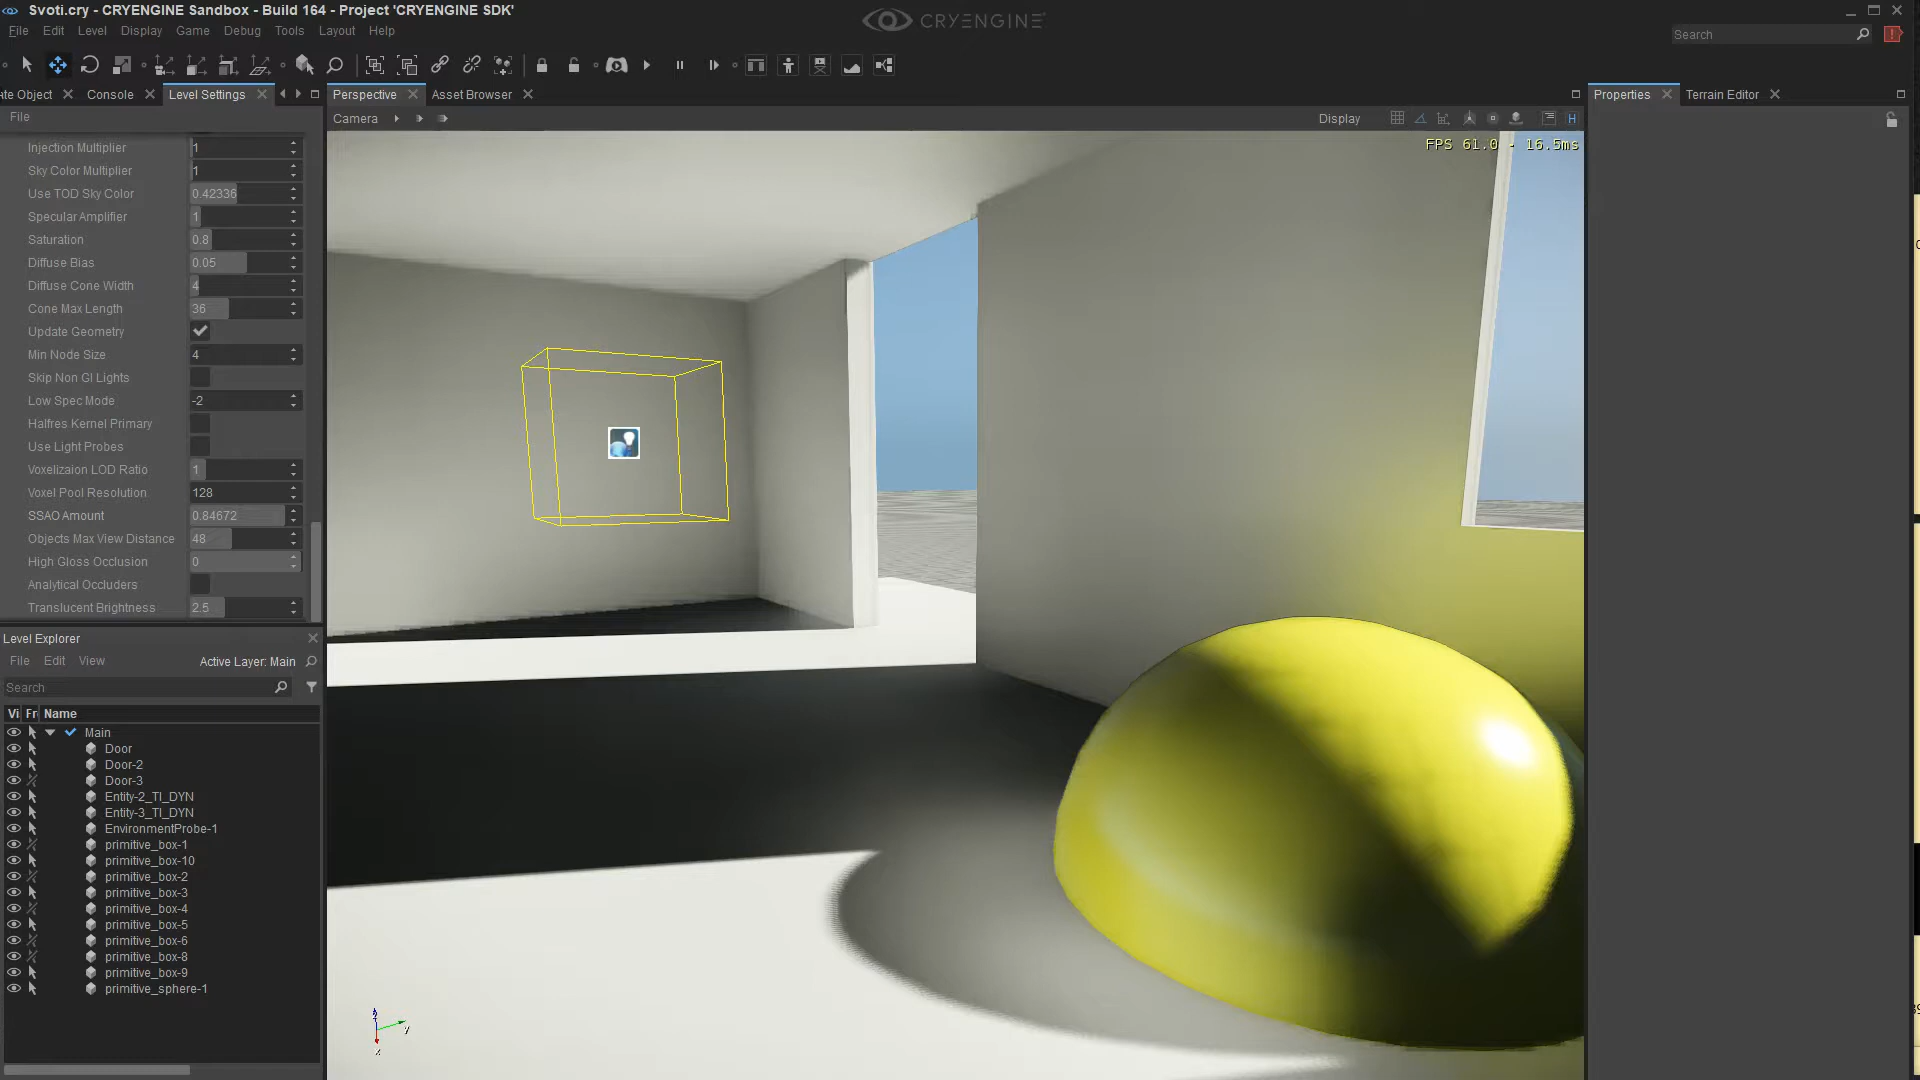 Svoti.cry - CRYENGINE Sandbox - Build 164 - Project 'CRYENGINE SDK'
CRYENGINE
File Edit Level Display Game Debug Tools Layout Help
Search
te Object Console Level Settings
Perspective Asset Browser
Properties Terrain Editor
File
Camera
Display
H
FPS 61.0 - 16.5ms
Injection Multiplier 1
Sky Color Multiplier 1
Use TOD Sky Color 0.42336
Specular Amplifier 1
Saturation 0.8
Diffuse Bias 0.05
Diffuse Cone Width 4
Cone Max Length 36
Update Geometry
Min Node Size 4
Skip Non GI Lights
Low Spec Mode -2
Halfres Kernel Primary
Use Light Probes
Voxelizaion LOD Ratio 1
Voxel Pool Resolution 128
SSAO Amount 0.84672
Objects Max View Distance 48
High Gloss Occlusion 0
Analytical Occluders
Translucent Brightness 2.5
Level Explorer
File Edit View Active Layer: Main
Search
Vi Fr Name
Main
Door
Door-2
Door-3
Entity-2_TI_DYN
Entity-3_TI_DYN
EnvironmentProbe-1
primitive_box-1
primitive_box-10
primitive_box-2
primitive_box-3
primitive_box-4
primitive_box-5
primitive_box-6
primitive_box-8
primitive_box-9
primitive_sphere-1
z
y
x